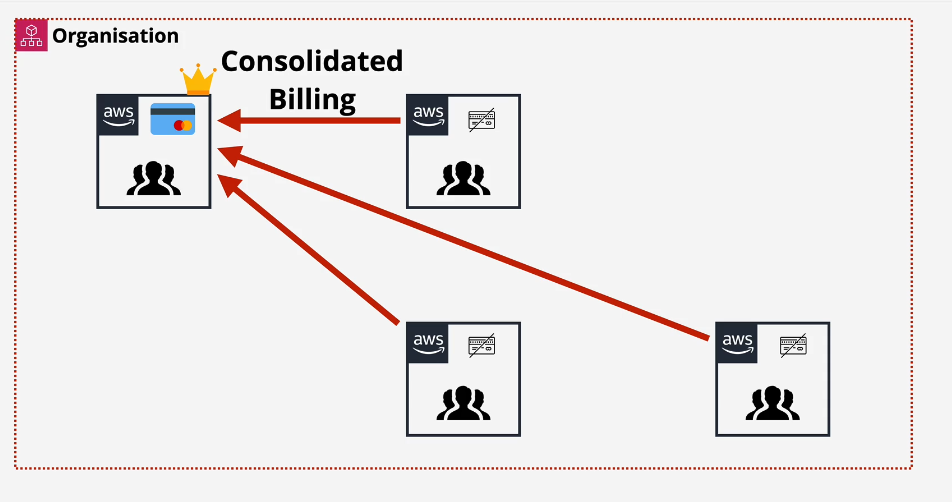 Organisation
Consolidated
Billing
aws
aws
aws
aws